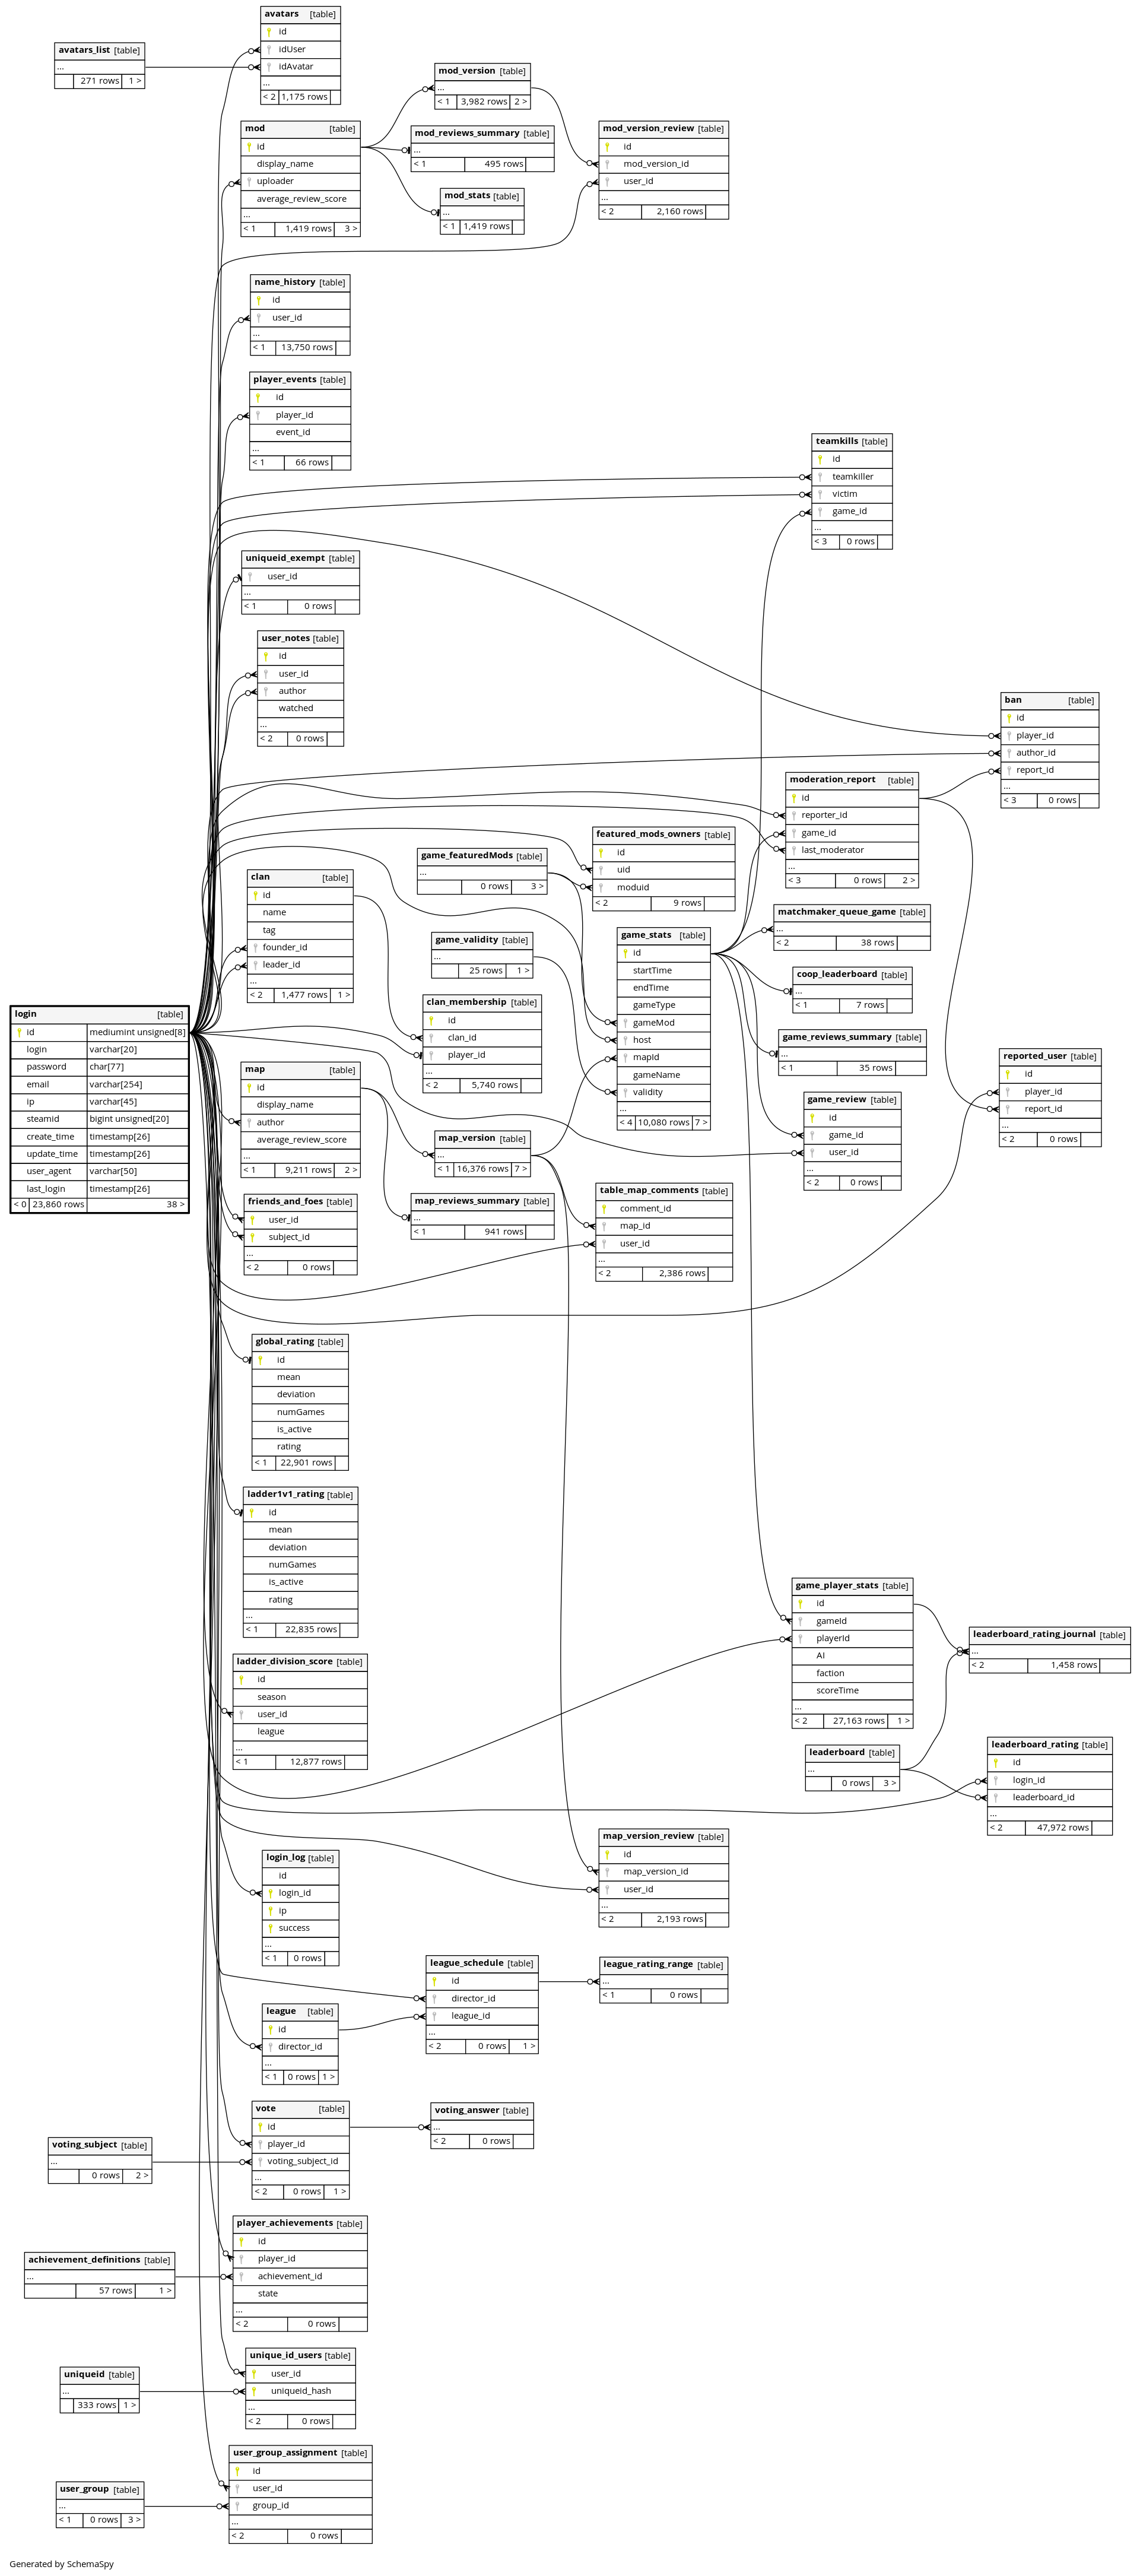 avatars [table]
id
idUser
idAvatar
...
< 2 1,175 rows
avatars_list [table]
...
271 rows 1 >
mod_version [table]
...
< 1 3,982 rows 2 >
mod [table]
id
display_name
uploader
average_review_score
...
< 1 1,419 rows 3 >
mod_reviews_summary [table]
...
< 1 495 rows
mod_stats [table]
...
< 1 1,419 rows
mod_version_review [table]
id
mod_version_id
user_id
...
< 2 2,160 rows
name_history [table]
id
user_id
...
< 1 13,750 rows
player_events [table]
id
player_id
event_id
...
< 1 66 rows
teamkills [table]
id
teamkiller
victim
game_id
...
< 3 0 rows
uniqueid_exempt [table]
user_id
...
< 1 0 rows
user_notes [table]
id
user_id
author
watched
...
< 2 0 rows
ban [table]
id
player_id
author_id
report_id
...
< 3 0 rows
moderation_report [table]
id
reporter_id
game_id
last_moderator
...
< 3 0 rows 2 >
featured_mods_owners [table]
id
uid
moduid
< 2 9 rows
game_featuredMods [table]
...
0 rows 3 >
clan [table]
id
name
tag
founder_id
leader_id
...
< 2 1,477 rows 1 >
matchmaker_queue_game [table]
...
< 2 38 rows
game_validity [table]
...
25 rows 1 >
game_stats [table]
id
startTime
endTime
gameType
gameMod
host
mapId
gameName
validity
...
< 4 10,080 rows 7 >
coop_leaderboard [table]
...
< 1 7 rows
clan_membership [table]
id
clan_id
player_id
...
< 2 5,740 rows
login [table]
id mediumint unsigned[8]
login varchar[20]
password char[77]
email varchar[254]
ip varchar[45]
steamid bigint unsigned[20]
create_time timestamp[26]
update_time timestamp[26]
user_agent varchar[50]
last_login timestamp[26]
< 0 23,860 rows 38 >
game_reviews_summary [table]
...
< 1 35 rows
reported_user [table]
id
player_id
report_id
...
< 2 0 rows
map [table]
id
display_name
author
average_review_score
...
< 1 9,211 rows 2 >
game_review [table]
id
game_id
user_id
...
< 2 0 rows
map_version [table]
...
< 1 16,376 rows 7 >
table_map_comments [table]
comment_id
map_id
user_id
...
< 2 2,386 rows
map_reviews_summary [table]
...
< 1 941 rows
friends_and_foes [table]
user_id
subject_id
...
< 2 0 rows
global_rating [table]
id
mean
deviation
numGames
is_active
rating
< 1 22,901 rows
ladder1v1_rating [table]
id
mean
deviation
numGames
is_active
rating
...
< 1 22,835 rows
game_player_stats [table]
id
gameId
playerId
AI
faction
scoreTime
...
< 2 27,163 rows 1 >
leaderboard_rating_journal [table]
...
< 2 1,458 rows
ladder_division_score [table]
id
season
user_id
league
...
< 1 12,877 rows
leaderboard [table]
...
0 rows 3 >
leaderboard_rating [table]
id
login_id
leaderboard_id
...
< 2 47,972 rows
map_version_review [table]
id
map_version_id
user_id
...
< 2 2,193 rows
login_log [table]
id
login_id
ip
success
...
< 1 0 rows
league_schedule [table]
id
director_id
league_id
...
< 2 0 rows 1 >
league_rating_range [table]
...
< 1 0 rows
league [table]
id
director_id
...
< 1 0 rows 1 >
vote [table]
id
player_id
voting_subject_id
...
< 2 0 rows 1 >
voting_answer [table]
...
< 2 0 rows
voting_subject [table]
...
0 rows 2 >
player_achievements [table]
id
player_id
achievement_id
state
...
< 2 0 rows
achievement_definitions [table]
...
57 rows 1 >
unique_id_users [table]
user_id
uniqueid_hash
...
< 2 0 rows
uniqueid [table]
...
333 rows 1 >
user_group_assignment [table]
id
user_id
group_id
...
< 2 0 rows
user_group [table]
...
< 1 0 rows 3 >
Generated by SchemaSpy